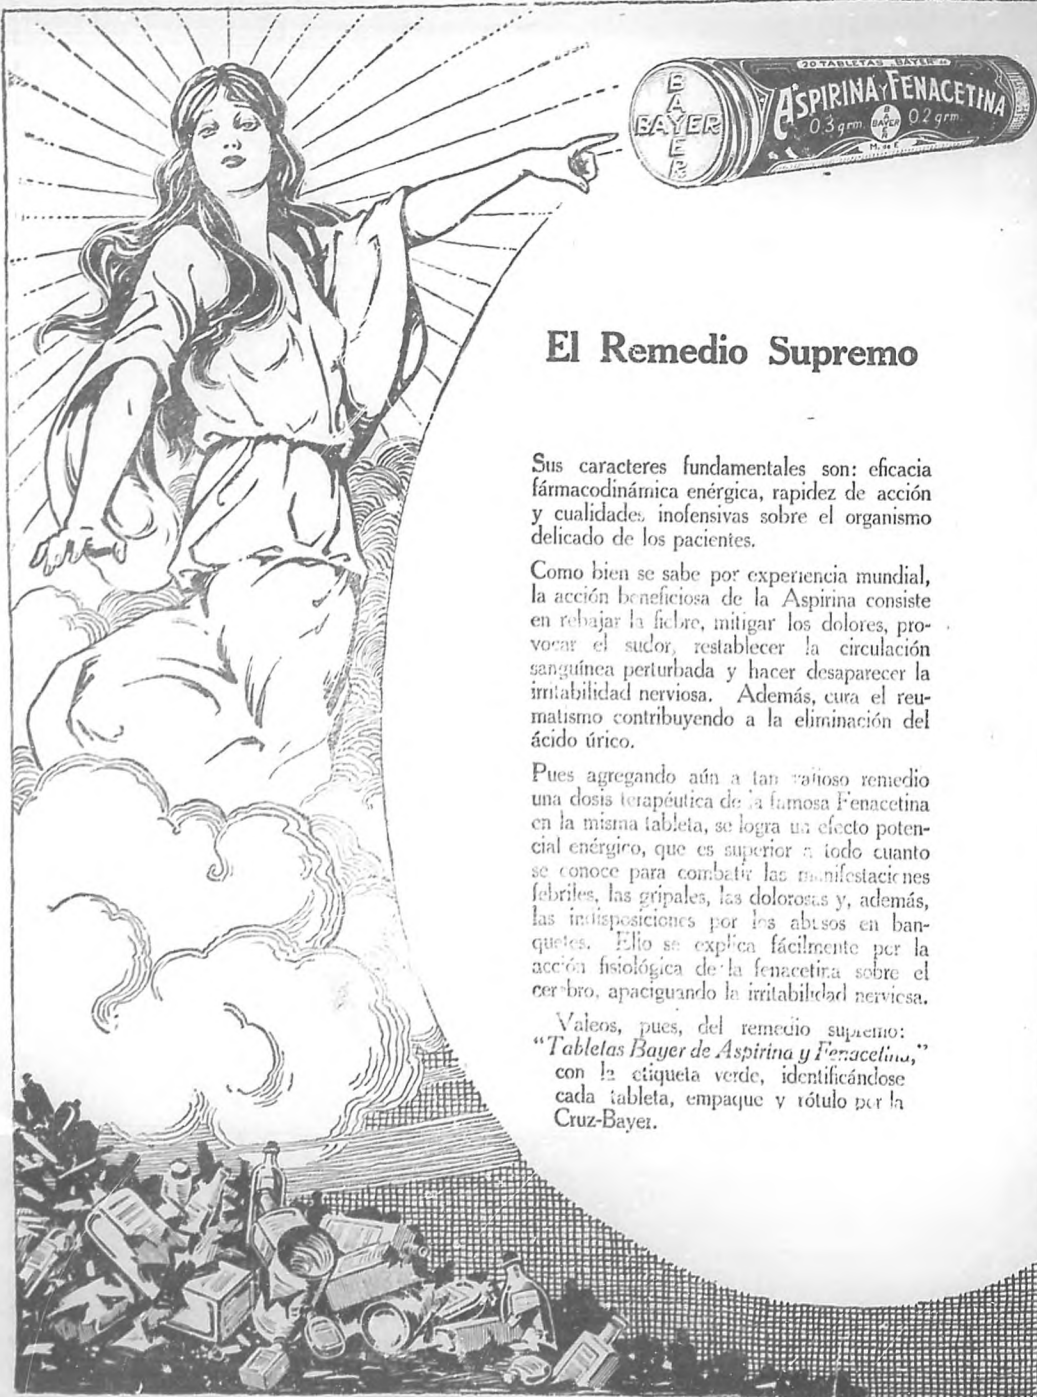 20 TABLETAS „BAYER"
ASPIRINA Y FENACETINA
0.3 grm. BAYER 0.2 grm.
BAYER
M. de F.
BAYER
BAYER
El Remedio Supremo
Sus caracteres fundamentales son: eficacia
fármacodinámica enérgica, rapidez de acción
y cualidades inofensivas sobre el organismo
delicado de los pacientes.
Como bien se sabe por experiencia mundial,
la acción beneficiosa de la Aspirina consiste
en rebajar la fiebre, mitigar los dolores, pro-
vocar el sudor, restablecer la circulación
sanguínea perturbada y hacer desaparecer la
irritabilidad nerviosa. Además, cura el reu-
matismo contribuyendo a la eliminación del
ácido úrico.
Pues agregando aún a tan valioso remedio
una dosis terapéutica de la famosa Fenacetina
en la misma tableta, se logra un efecto poten-
cial enérgico, que es superior a todo cuanto
se conoce para combatir las manifestaciones
febriles, las gripales, las dolorosas y, además,
las indisposiciones por los abusos en ban-
quetes. Ello se explica fácilmente por la
acción fisiológica de la fenacetina sobre el
cerebro, apaciguando la irritabilidad nerviosa.
Valeos, pues, del remedio supremo:
“Tabletas Bayer de Aspirina y Fenacetina,”
con la etiqueta verde, identificándose
cada tableta, empaque y rótulo por la
Cruz-Bayer.